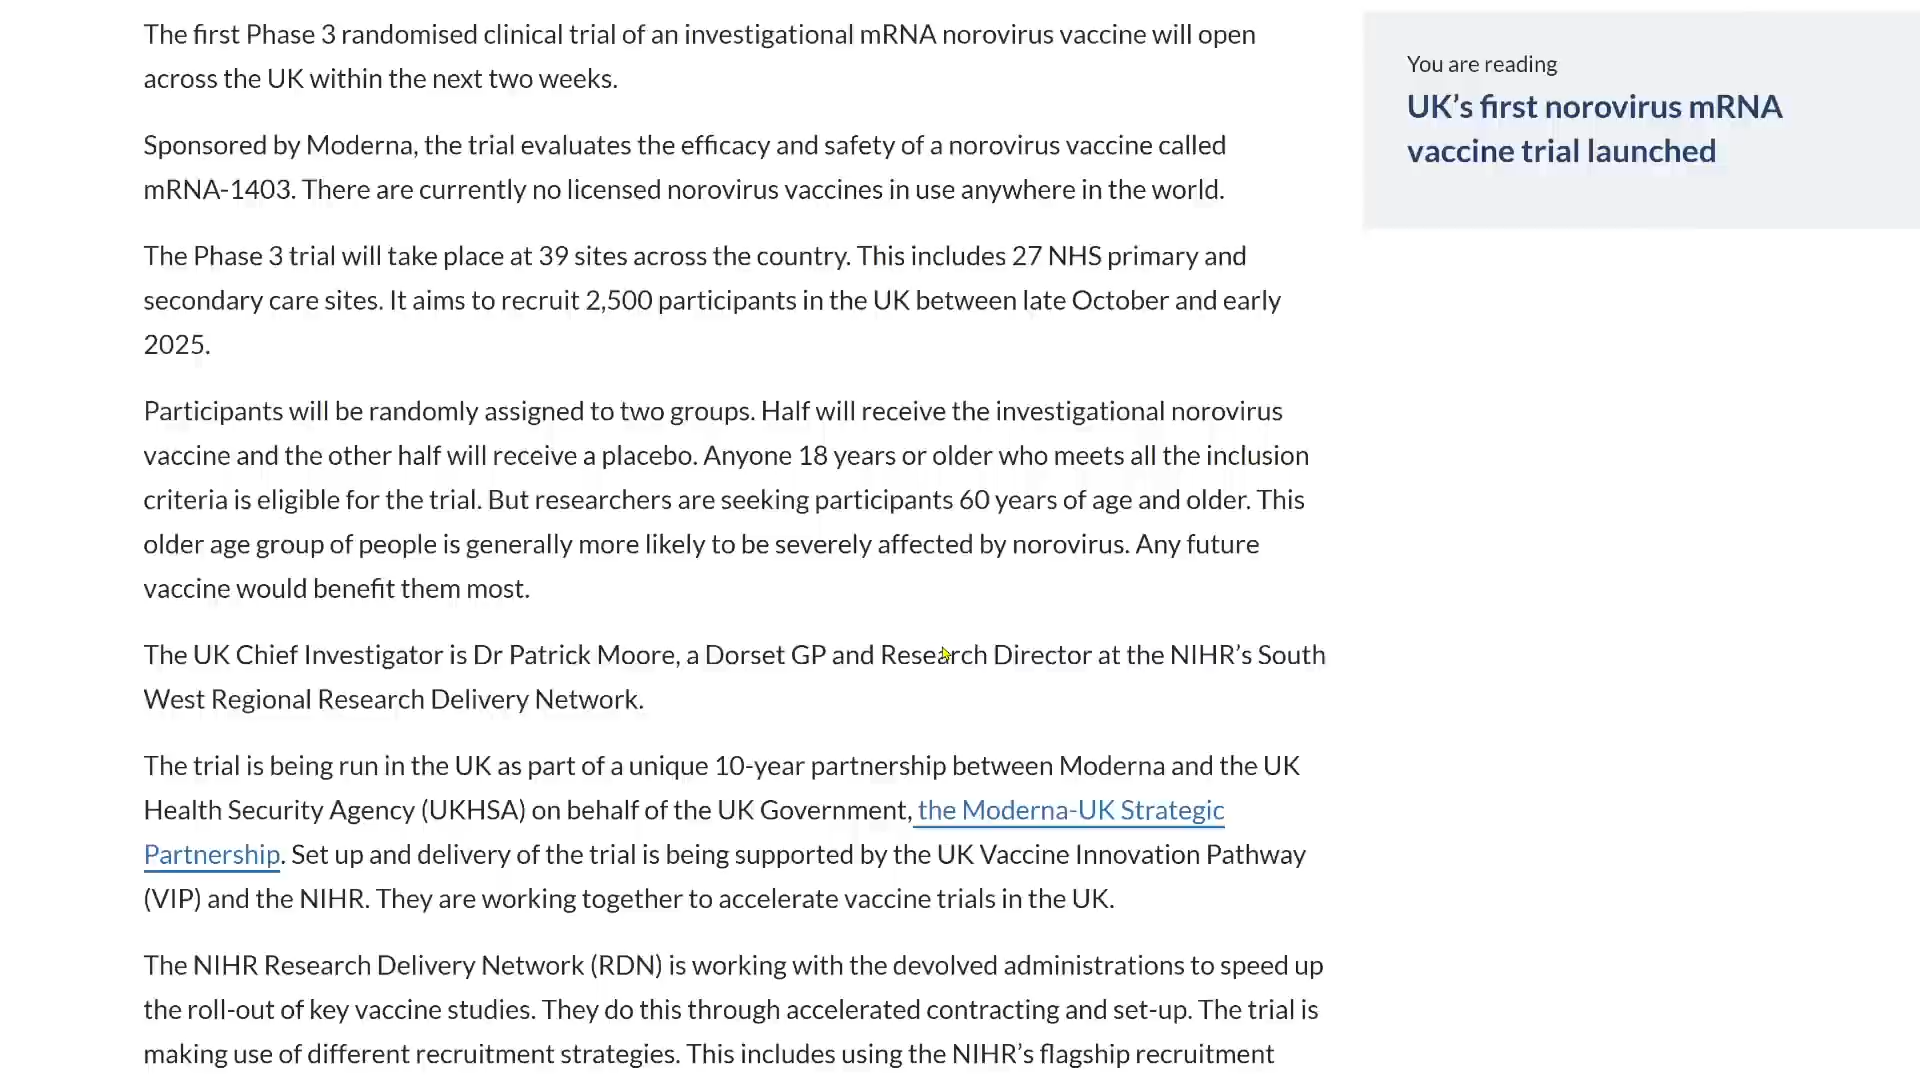 The first Phase 3 randomised clinical trial of an investigational mRNA norovirus vaccine will open
across the UK within the next two weeks.
Sponsored by Moderna, the trial evaluates the efficacy and safety of a norovirus vaccine called
mRNA-1403. There are currently no licensed norovirus vaccines in use anywhere in the world.
The Phase 3 trial will take place at 39 sites across the country. This includes 27 NHS primary and
secondary care sites. It aims to recruit 2,500 participants in the UK between late October and early
2025.
Participants will be randomly assigned to two groups. Half will receive the investigational norovirus
vaccine and the other half will receive a placebo. Anyone 18 years or older who meets all the inclusion
criteria is eligible for the trial. But researchers are seeking participants 60 years of age and older. This
older age group of people is generally more likely to be severely affected by norovirus. Any future
vaccine would benefit them most.
The UK Chief Investigator is Dr Patrick Moore, a Dorset GP and Research Director at the NIHR’s South
West Regional Research Delivery Network.
The trial is being run in the UK as part of a unique 10-year partnership between Moderna and the UK
Health Security Agency (UKHSA) on behalf of the UK Government, the Moderna-UK Strategic
Partnership. Set up and delivery of the trial is being supported by the UK Vaccine Innovation Pathway
(VIP) and the NIHR. They are working together to accelerate vaccine trials in the UK.
The NIHR Research Delivery Network (RDN) is working with the devolved administrations to speed up
the roll-out of key vaccine studies. They do this through accelerated contracting and set-up. The trial is
making use of different recruitment strategies. This includes using the NIHR’s flagship recruitment
You are reading
UK’s first norovirus mRNA
vaccine trial launched